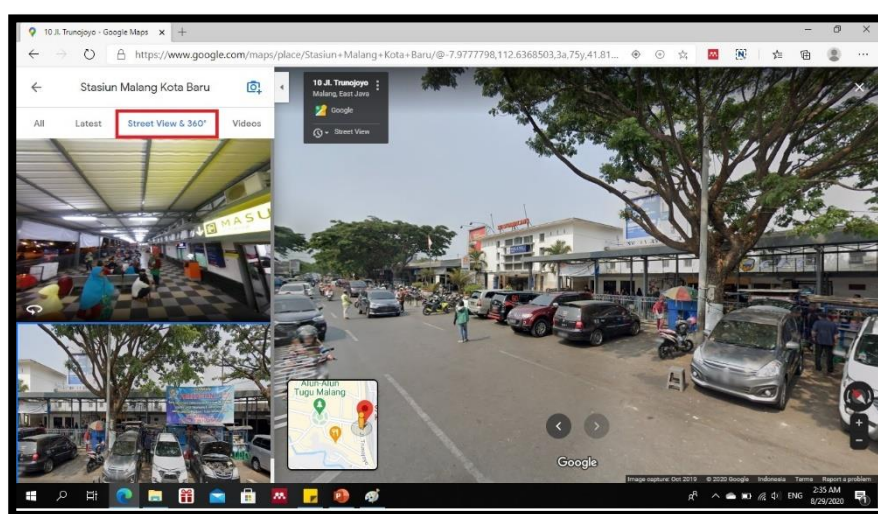 10 Jl. Trunojoyo - Google Maps
https://www.google.com/maps/place/Stasiun+Malang+Kota+Baru/@-7.9777798,112.6368503,3a,75y,41.81...
Stasiun Malang Kota Baru
All Latest Street View & 360° Videos
MASU
10 Jl. Trunojoyo
Malang, East Java
Google
Street View
Alun-Alun
Tugu Malang
Google
Image capture: Oct 2019 © 2020 Google Indonesia Terms Report a problem
ENG
2:35 AM
8/29/2020